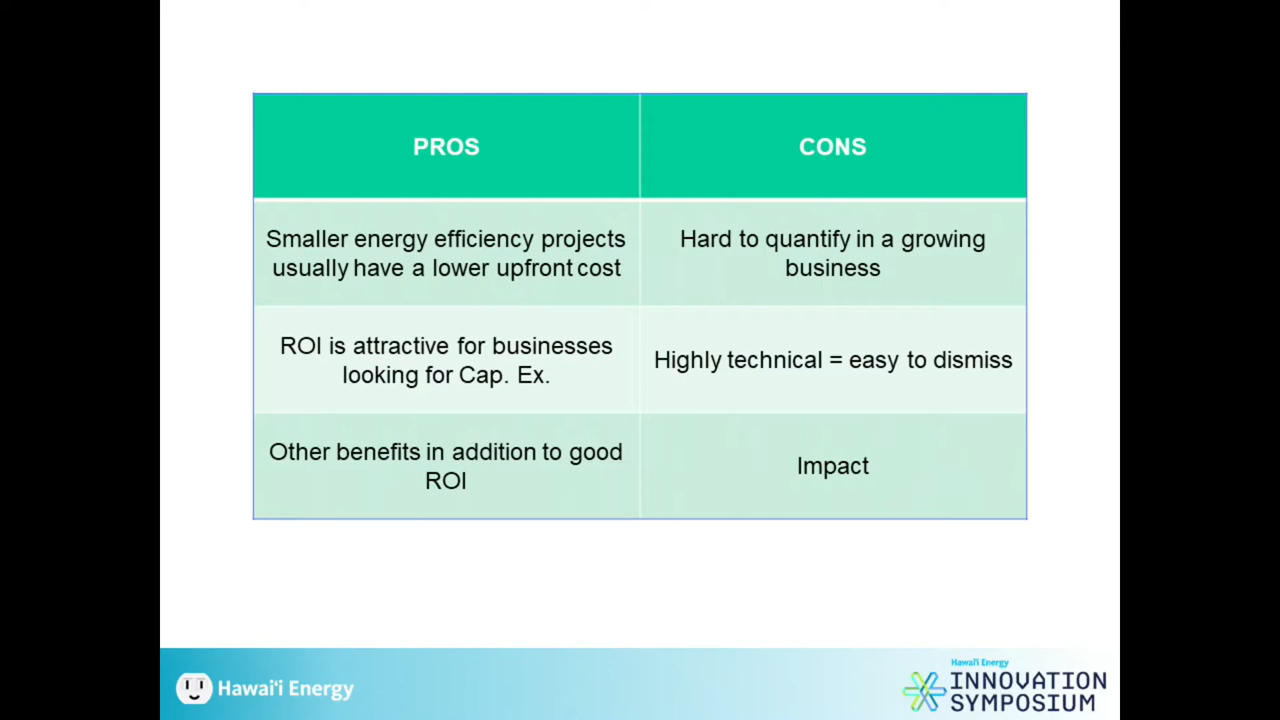 PROS
CONS
Smaller energy efficiency projects
usually have a lower upfront cost
Hard to quantify in a growing
business
ROI is attractive for businesses
looking for Cap. Ex.
Highly technical = easy to dismiss
Other benefits in addition to good
ROI
Impact
Hawai‘i Energy
Hawai‘i Energy
INNOVATION
SYMPOSIUM